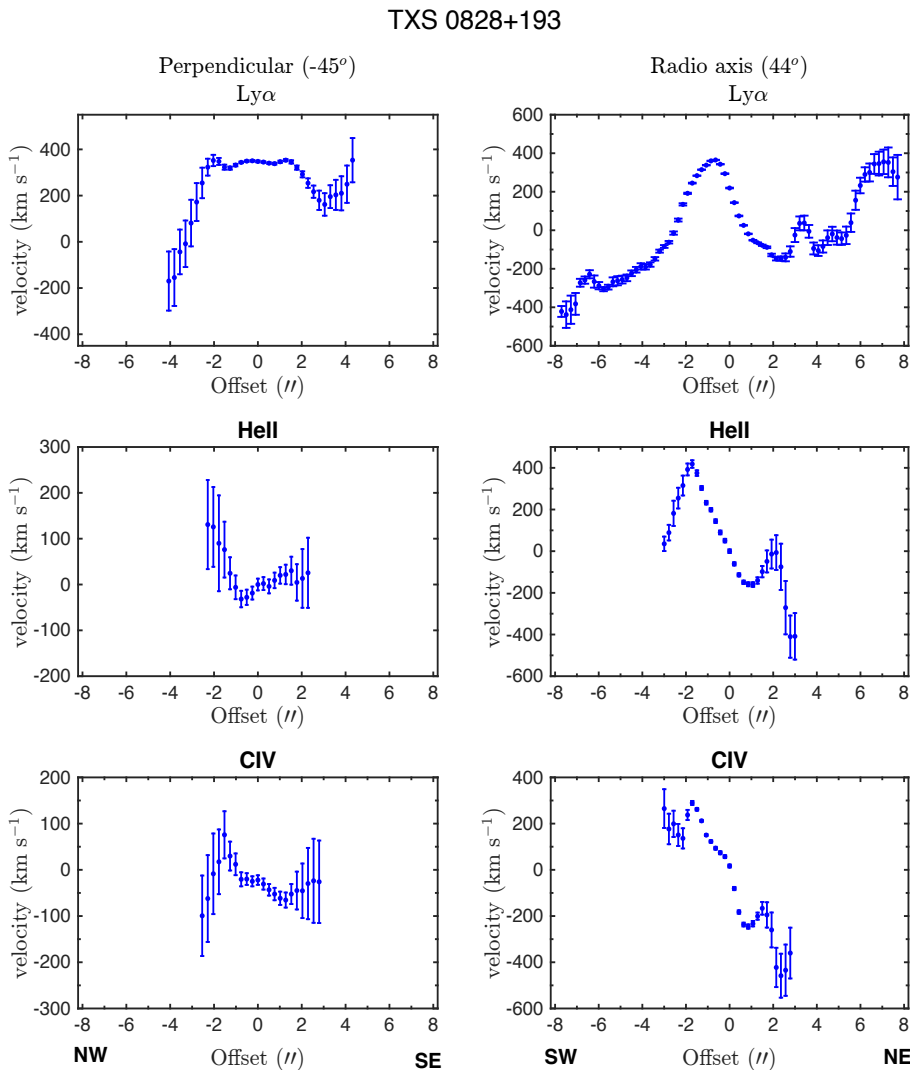 TXS 0828+193
Perpendicular (-45°)
Radio axis (44°)
Lyα
Lyα
velocity (km s⁻¹)
400
200
0
-200
-400
-8 -6 -4 -2 0 2 4 6 8
Offset (″)
velocity (km s⁻¹)
600
400
200
0
-200
-400
-600
-8 -6 -4 -2 0 2 4 6 8
Offset (″)
HeII
HeII
velocity (km s⁻¹)
300
200
100
0
-100
-200
-8 -6 -4 -2 0 2 4 6 8
Offset (″)
velocity (km s⁻¹)
400
200
0
-200
-400
-600
-8 -6 -4 -2 0 2 4 6 8
Offset (″)
CIV
CIV
velocity (km s⁻¹)
200
100
0
-100
-200
-300
-8 -6 -4 -2 0 2 4 6 8
NW Offset (″) SE
velocity (km s⁻¹)
400
200
0
-200
-400
-600
-8 -6 -4 -2 0 2 4 6 8
SW Offset (″) NE